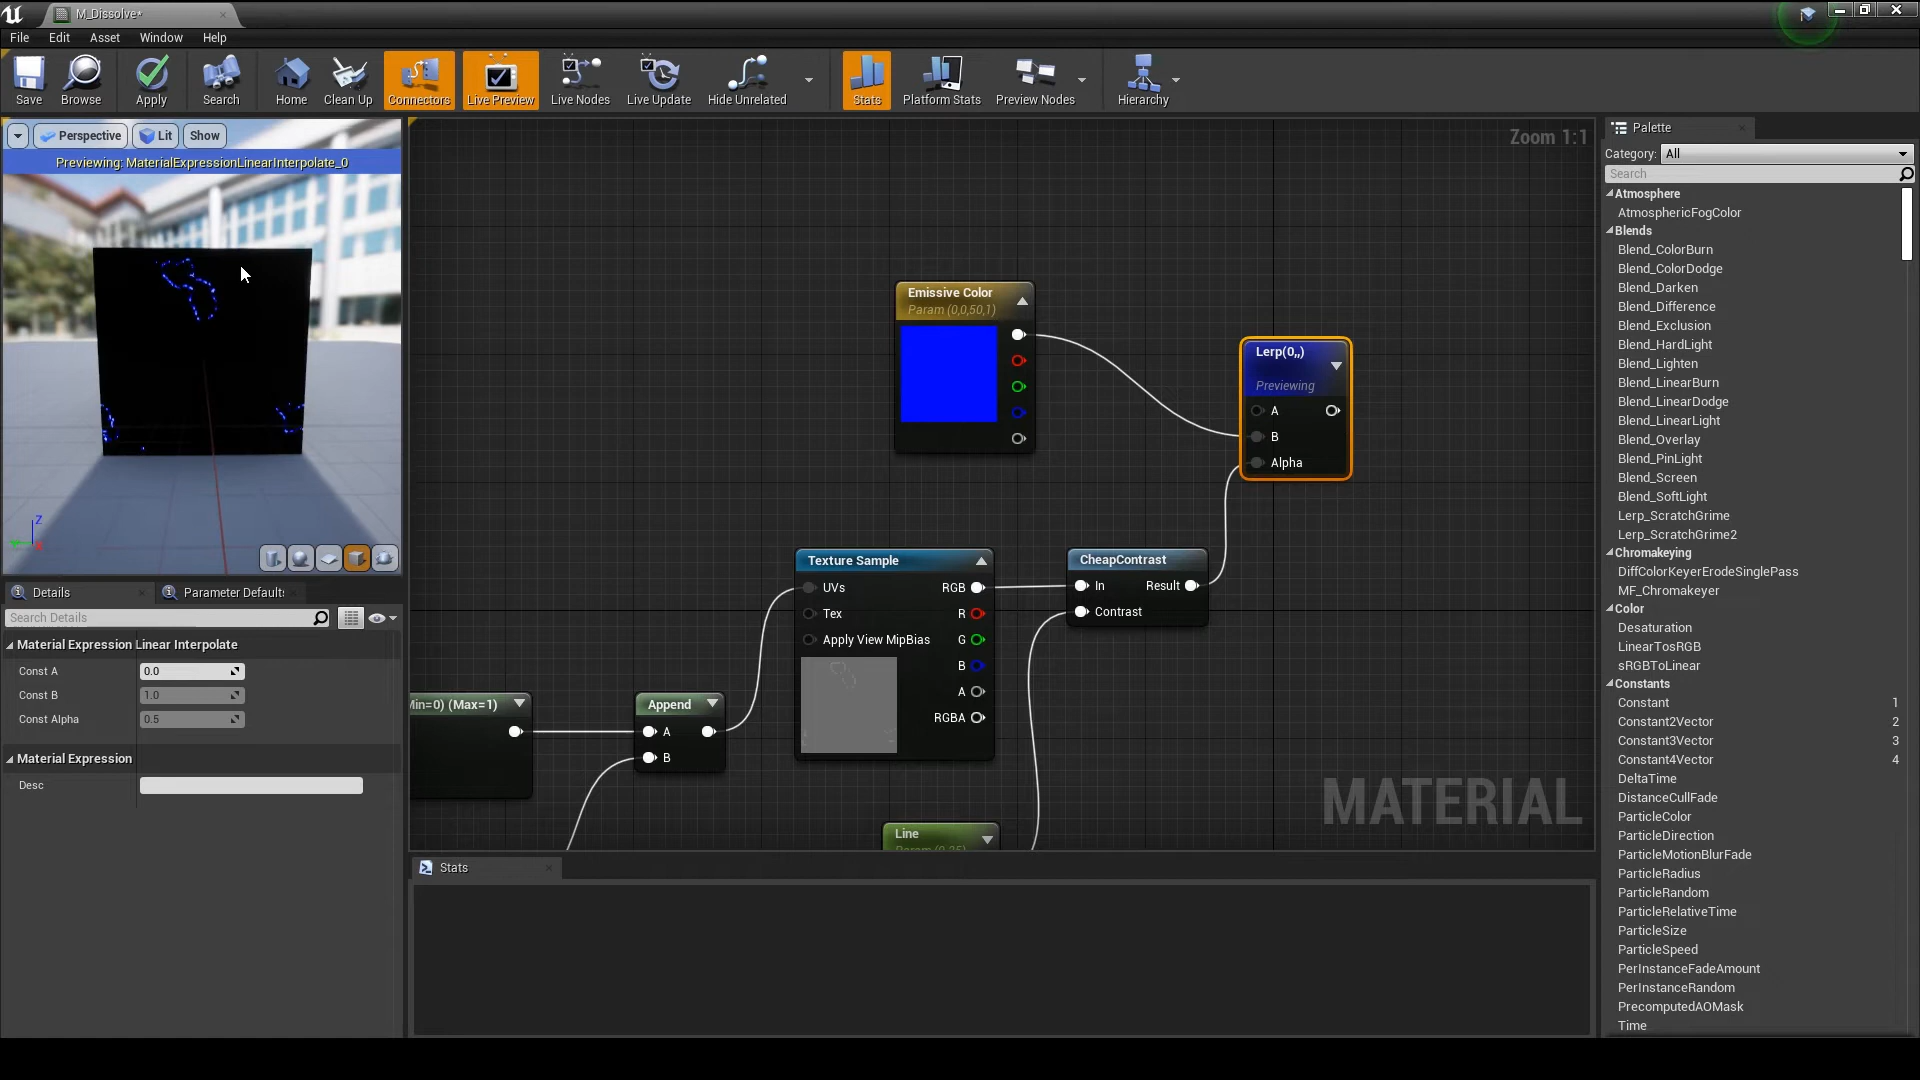 M_Dissolve*
File Edit Asset Window Help
Save Browse Apply Search Home Clean Up Connectors Live Preview Live Nodes Live Update Hide Unrelated Stats Platform Stats Preview Nodes Hierarchy
Perspective Lit Show
Previewing: MaterialExpressionLinearInterpolate_0
Z
Details Parameter Defaults
Search Details
Material Expression Linear Interpolate
Const A 0.0
Const B 1.0
Const Alpha 0.5
Material Expression
Desc
Zoom 1:1
Emissive Color
Param (0,0,50,1)
Lerp(0,,)
Previewing
A
B
Alpha
Texture Sample
UVs RGB
Tex R
Apply View MipBias G
B
A
RGBA
CheapContrast
In Result
Contrast
Min=0) (Max=1)
Append
A
B
Line
Param (0.25)
MATERIAL
Stats
Palette
Category: All
Search
Atmosphere
AtmosphericFogColor
Blends
Blend_ColorBurn
Blend_ColorDodge
Blend_Darken
Blend_Difference
Blend_Exclusion
Blend_HardLight
Blend_Lighten
Blend_LinearBurn
Blend_LinearDodge
Blend_LinearLight
Blend_Overlay
Blend_PinLight
Blend_Screen
Blend_SoftLight
Lerp_ScratchGrime
Lerp_ScratchGrime2
Chromakeying
DiffColorKeyerErodeSinglePass
MF_Chromakeyer
Color
Desaturation
LinearTosRGB
sRGBToLinear
Constants
Constant 1
Constant2Vector 2
Constant3Vector 3
Constant4Vector 4
DeltaTime
DistanceCullFade
ParticleColor
ParticleDirection
ParticleMotionBlurFade
ParticleRadius
ParticleRandom
ParticleRelativeTime
ParticleSize
ParticleSpeed
PerInstanceFadeAmount
PerInstanceRandom
PrecomputedAOMask
Time